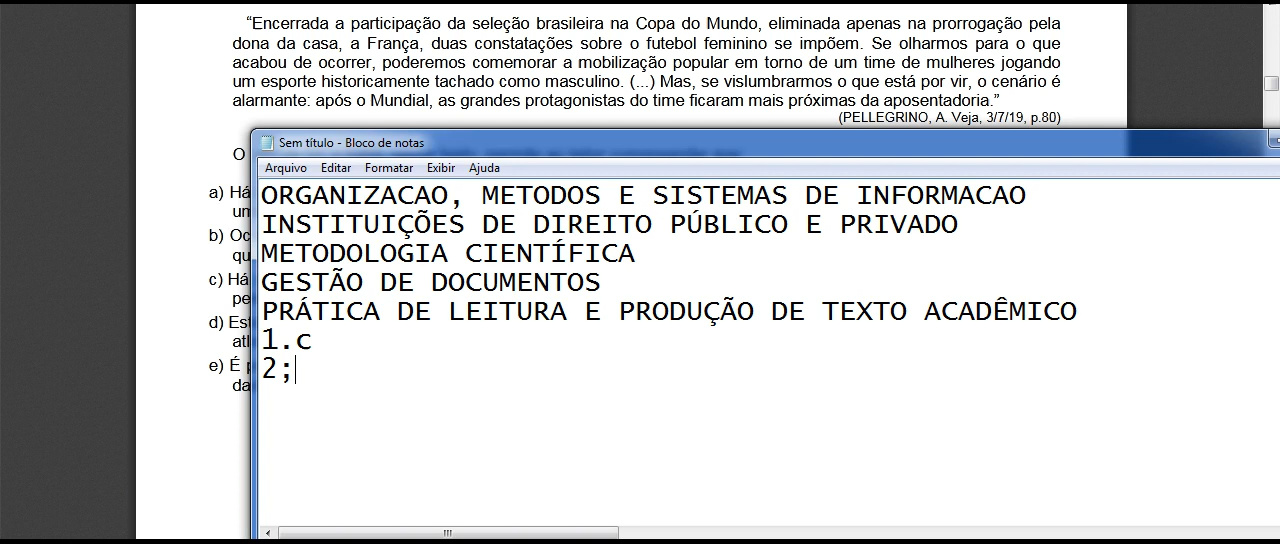 “Encerrada a participação da seleção brasileira na Copa do Mundo, eliminada apenas na prorrogação pela
dona da casa, a França, duas constatações sobre o futebol feminino se impõem. Se olharmos para o que
acabou de ocorrer, poderemos comemorar a mobilização popular em torno de um time de mulheres jogando
um esporte historicamente tachado como masculino. (...) Mas, se vislumbrarmos o que está por vir, o cenário é
alarmante: após o Mundial, as grandes protagonistas do time ficaram mais próximas da aposentadoria.”
(PELLEGRINO, A. Veja, 3/7/19, p.80)
Sem título - Bloco de notas
O
Arquivo Editar Formatar Exibir Ajuda
a) Há
b)
c) Há
d)
e) É
ORGANIZACAO, METODOS E SISTEMAS DE INFORMACAO
INSTITUIÇÕES DE DIREITO PÚBLICO E PRIVADO
METODOLOGIA CIENTÍFICA
GESTÃO DE DOCUMENTOS
PRÁTICA DE LEITURA E PRODUÇÃO DE TEXTO ACADÊMICO
1.c
2;